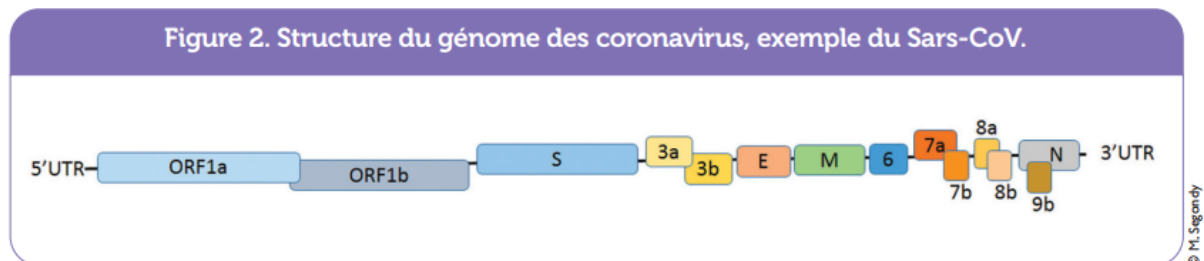 Figure 2. Structure du génome des coronavirus, exemple du Sars-CoV.
5'UTR ORF1a ORF1b S 3a 3b E M 6 7a 7b 8a 8b N 9b 3'UTR
© M. Segondy